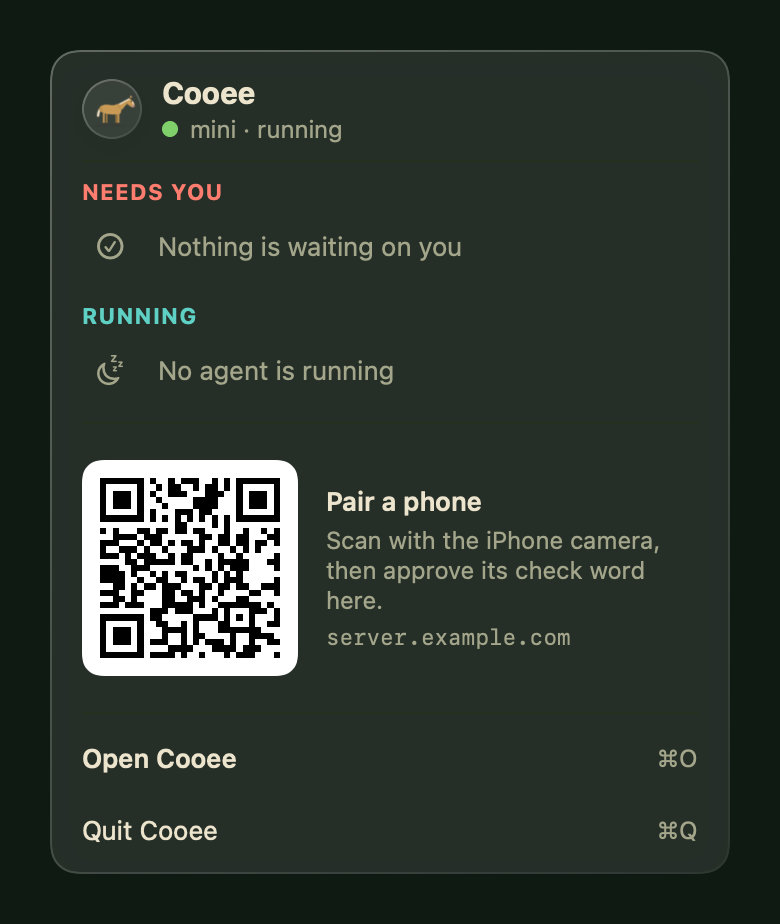 Cooee
mini · running
NEEDS YOU
Nothing is waiting on you
RUNNING
No agent is running
Pair a phone
Scan with the iPhone camera,
then approve its check word
here.
server.example.com
Open Cooee ⌘O
Quit Cooee ⌘Q